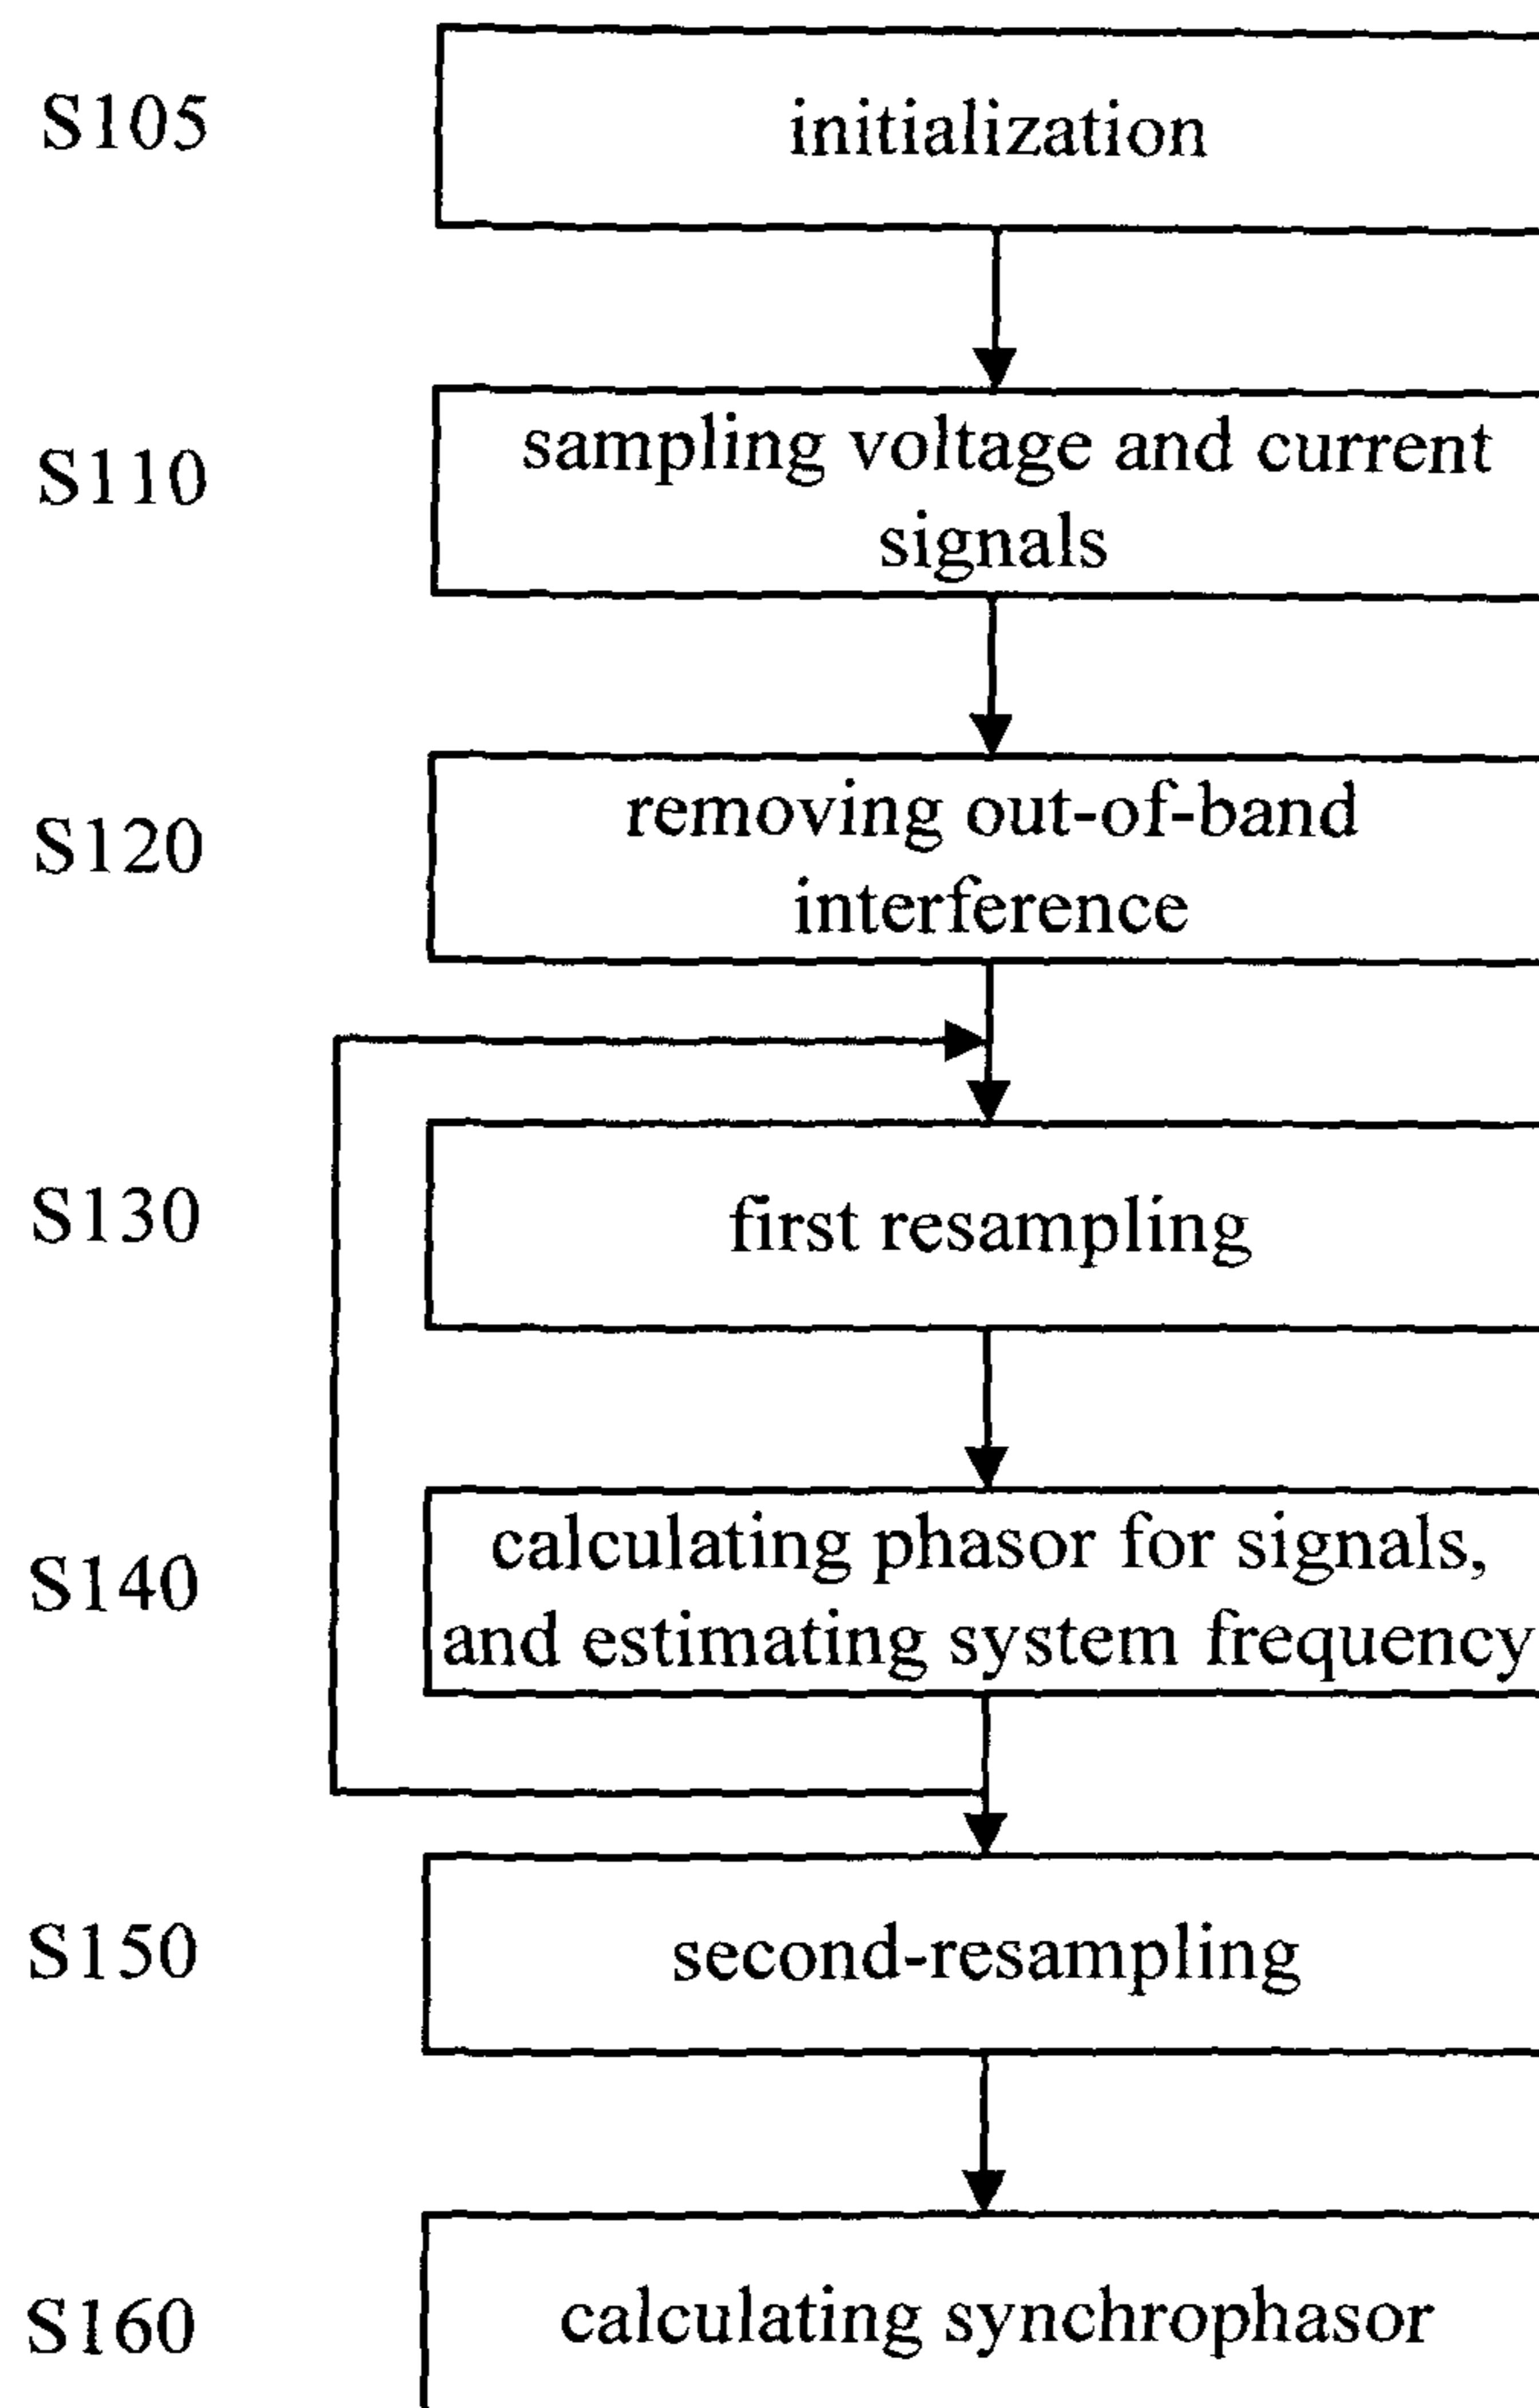 S105
initialization
S110
sampling voltage and current
signals
S120
removing out-of-band
interference
S130
first resampling
S140
calculating phasor for signals,
and estimating system frequency
S150
second-resampling
S160
calculating synchrophasor